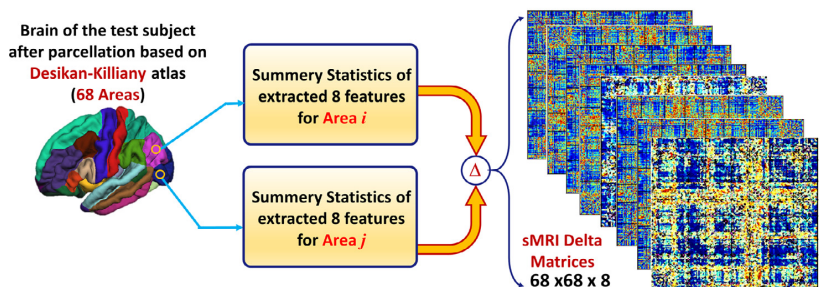 Brain of the test subject
after parcellation based on
Desikan-Killiany atlas
(68 Areas)
Summery Statistics of
extracted 8 features
for Area i
Summery Statistics of
extracted 8 features
for Area j
Δ
sMRI Delta
Matrices
68 x68 x 8